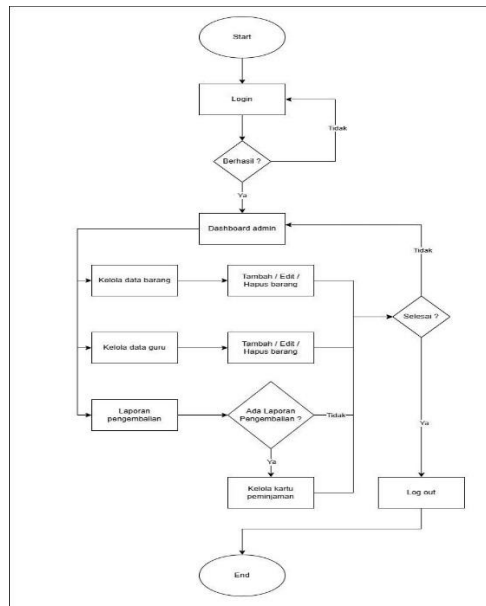 Start
Login
Tidak
Berhasil ?
Ya
Dashboard admin
Tidak
Kelola data barang
Tambah / Edit /
Hapus barang
Selesai ?
Kelola data guru
Tambah / Edit /
Hapus barang
Laporan
pengembalian
Ada Laporan
Pengembalian ?
Tidak
Ya
Ya
Kelola kartu
peminjaman
Log out
End